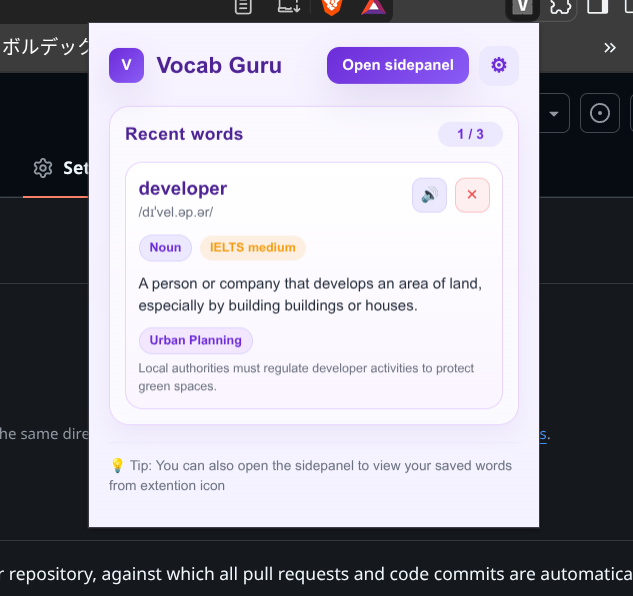 V
ボルデック
»
V
Vocab Guru
Open sidepanel
Recent words
1 / 3
Set
developer
/dɪˈvel.əp.ər/
Noun
IELTS medium
A person or company that develops an area of land,
especially by building buildings or houses.
Urban Planning
Local authorities must regulate developer activities to protect
green spaces.
he same dire
s.
💡 Tip: You can also open the sidepanel to view your saved words
from extention icon
r repository, against which all pull requests and code commits are automatica